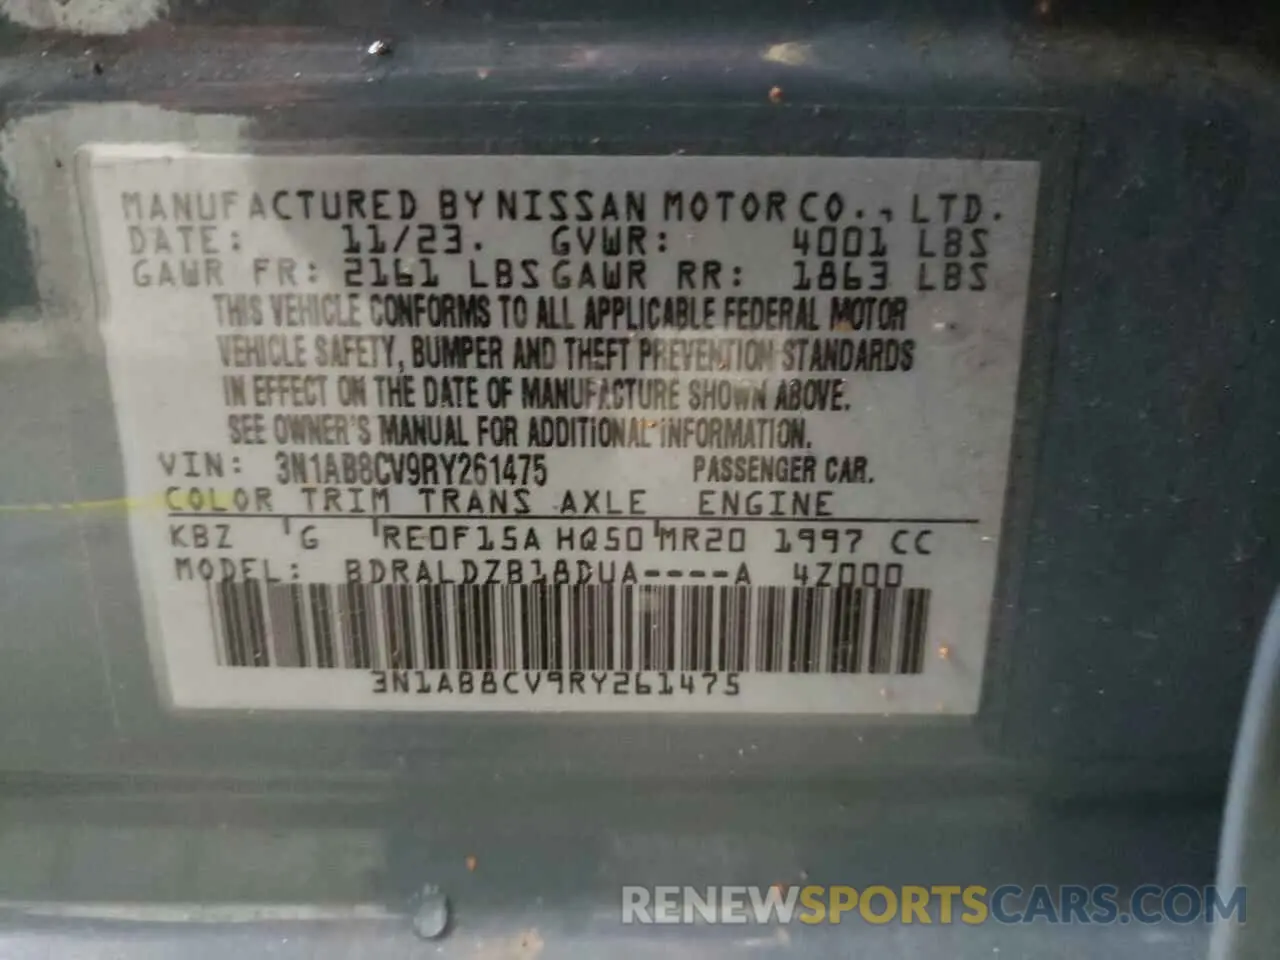 MANUFACTURED BY NISSAN MOTOR CO., LTD.
DATE: 11/23. GVWR: 4001 LBS
GAWR FR: 2161 LBS GAWR RR: 1863 LBS
THIS VEHICLE CONFORMS TO ALL APPLICABLE FEDERAL MOTOR
VEHICLE SAFETY, BUMPER AND THEFT PREVENTION STANDARDS
IN EFFECT ON THE DATE OF MANUFACTURE SHOWN ABOVE.
SEE OWNER'S MANUAL FOR ADDITIONAL INFORMATION.
VIN: 3N1AB8CV9RY261475 PASSENGER CAR.
COLOR TRIM TRANS AXLE ENGINE
KBZ G RE0F15A HQ50 MR20 1997 CC
MODEL: BDRALDZB18DUA----A 4Z000
3N1AB8CV9RY261475
RENEWSPORTSCARS.COM